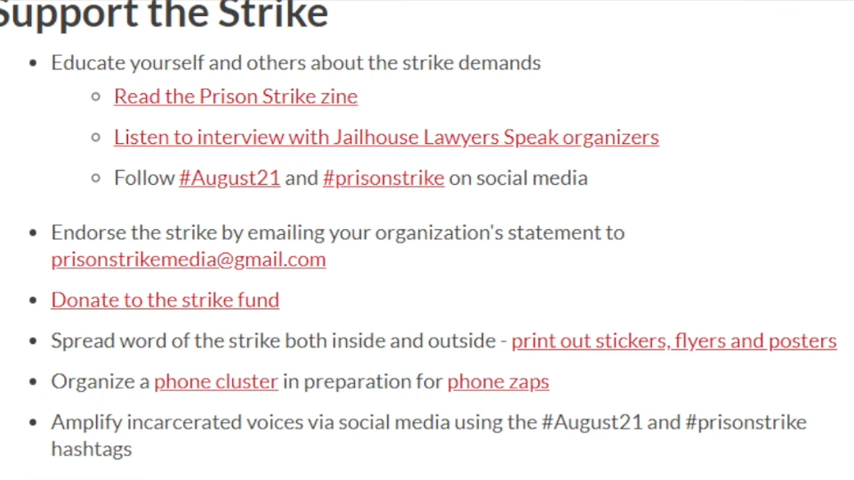 Support the Strike
Educate yourself and others about the strike demands
Read the Prison Strike zine
Listen to interview with Jailhouse Lawyers Speak organizers
Follow #August21 and #prisonstrike on social media
Endorse the strike by emailing your organization's statement to
prisonstrikemedia@gmail.com
Donate to the strike fund
Spread word of the strike both inside and outside - print out stickers, flyers and posters
Organize a phone cluster in preparation for phone zaps
Amplify incarcerated voices via social media using the #August21 and #prisonstrike
hashtags